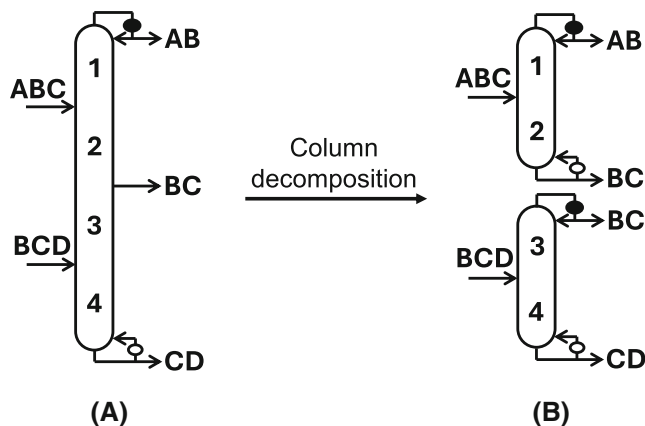 AB
1
ABC
2
BC
3
BCD
4
CD
(A)
Column
decomposition
AB
1
ABC
2
BC
BC
3
BCD
4
CD
(B)